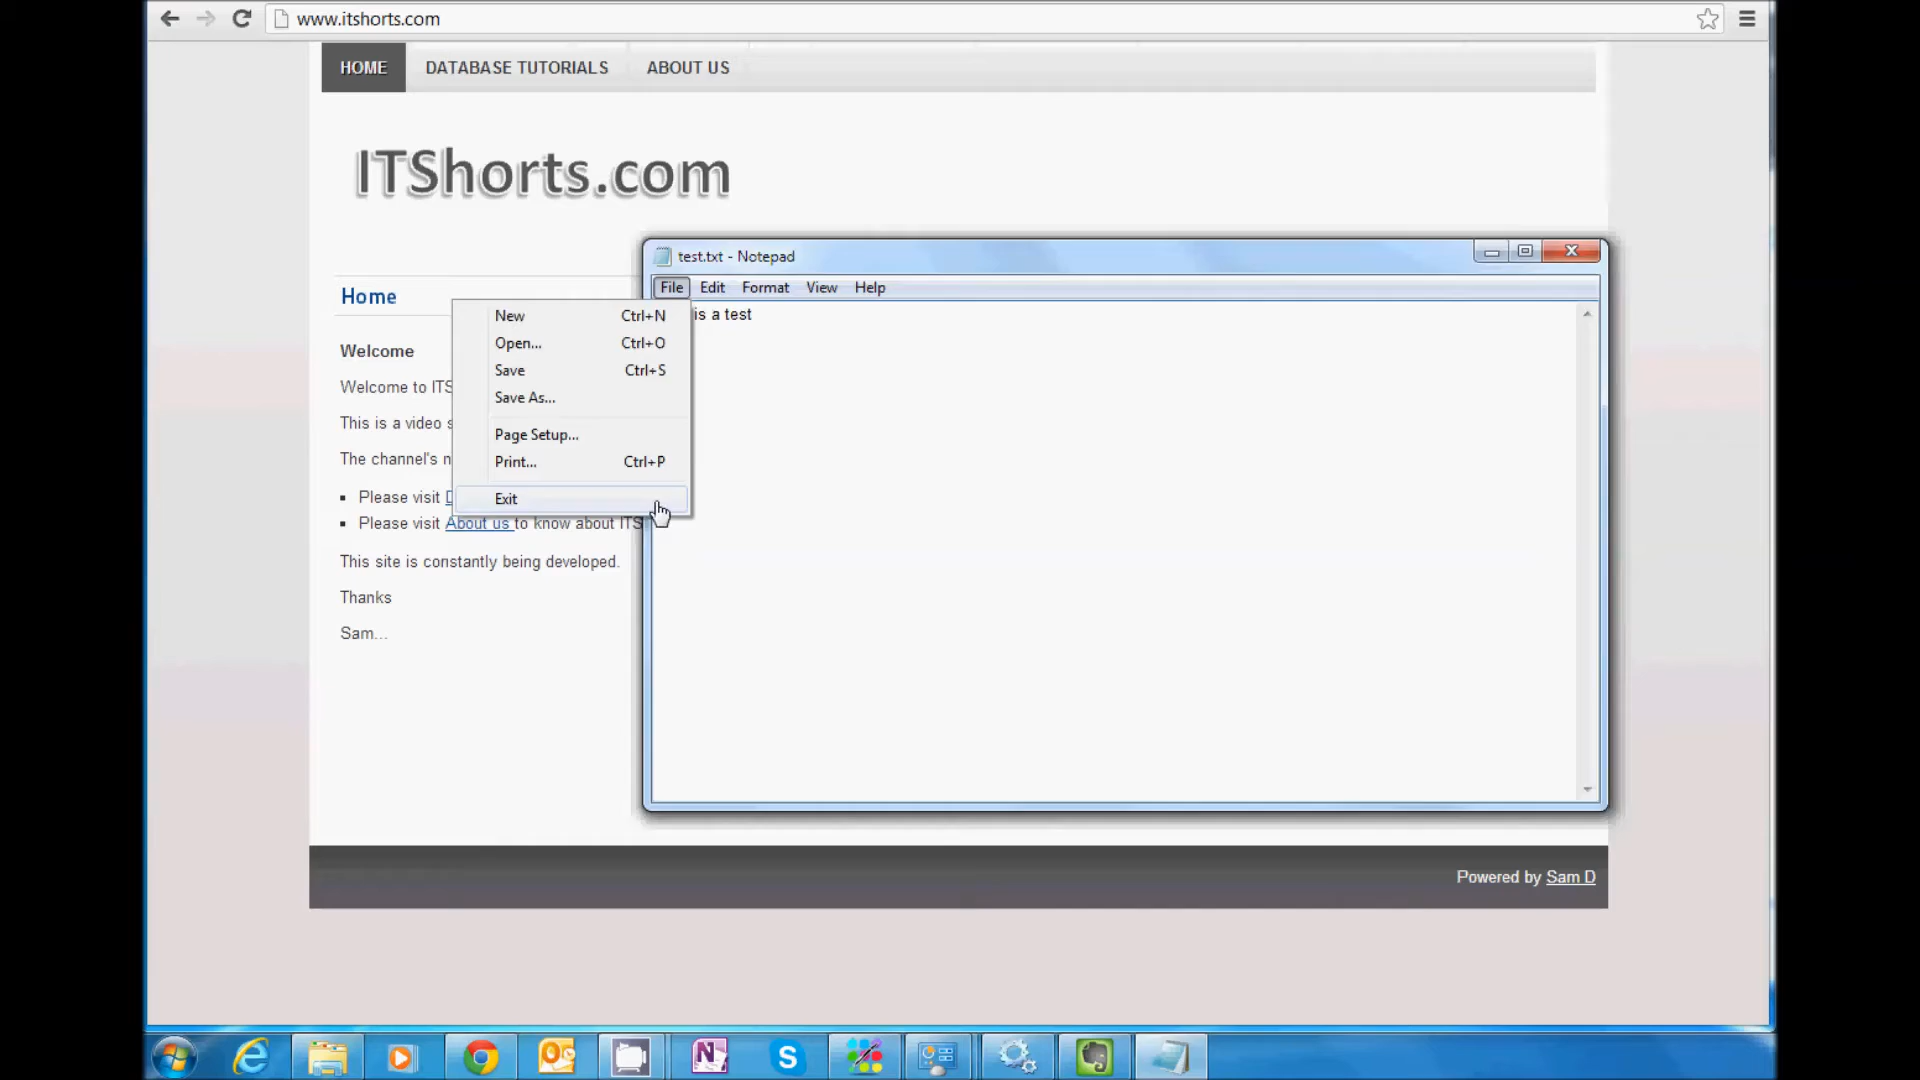 www.itshorts.com
HOME DATABASE TUTORIALS ABOUT US
ITShorts.com
test.txt - Notepad
File Edit Format View Help
is a test
New Ctrl+N
Open... Ctrl+O
Save Ctrl+S
Save As...
Page Setup...
Print... Ctrl+P
Exit
Home
Welcome
Welcome to ITS
This is a video
The channel's
Please visit
Please visit About us to know about ITS
This site is constantly being developed.
Thanks
Sam...
Powered by Sam D